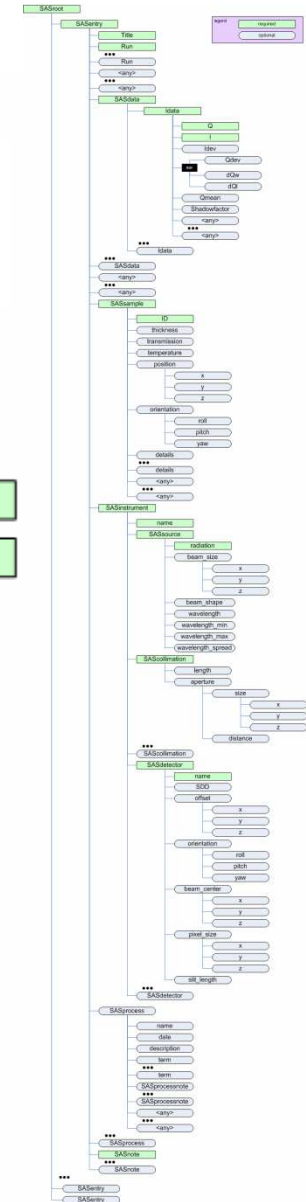 SASroot
legend
required
optional
SASentry
Title
Run
•••
Run
<any>
•••
<any>
SASdata
Idata
Q
I
Idev
Qdev
dQw
dQl
Qmean
Shadowfactor
<any>
•••
<any>
•••
Idata
•••
SASdata
<any>
•••
<any>
SASsample
ID
thickness
transmission
temperature
position
x
y
z
orientation
roll
pitch
yaw
details
•••
details
<any>
•••
<any>
SASinstrument
name
SASsource
radiation
beam_size
x
y
z
beam_shape
wavelength
wavelength_min
wavelength_max
wavelength_spread
SAScollimation
length
aperture
size
x
y
z
distance
•••
SAScollimation
SASdetector
name
SDD
offset
x
y
z
orientation
roll
pitch
yaw
beam_center
x
y
z
pixel_size
x
y
z
slit_length
•••
SASdetector
SASprocess
name
date
description
term
•••
term
SASprocessnote
•••
SASprocessnote
<any>
•••
<any>
•••
SASprocess
SASnote
•••
SASnote
•••
SASentry
SASentry